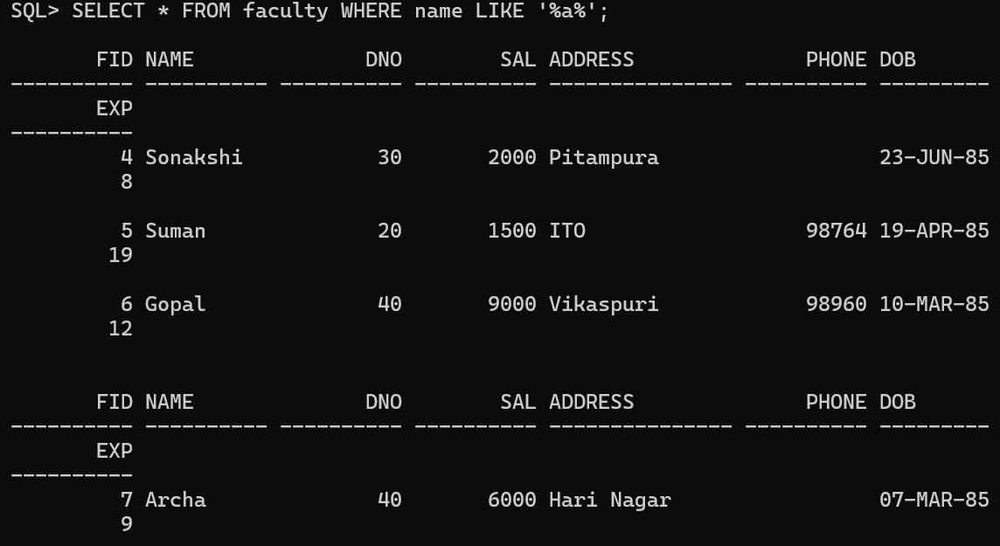 SQL> SELECT * FROM faculty WHERE name LIKE '%a%';
       FID NAME              DNO        SAL ADDRESS              PHONE DOB
---------- ---------- ---------- ---------- --------------- ---------- ---------
       EXP
----------
         4 Sonakshi           30       2000 Pitampura                  23-JUN-85
         8
         5 Suman              20       1500 ITO                  98764 19-APR-85
        19
         6 Gopal              40       9000 Vikaspuri            98960 10-MAR-85
        12
       FID NAME              DNO        SAL ADDRESS              PHONE DOB
---------- ---------- ---------- ---------- --------------- ---------- ---------
       EXP
----------
         7 Archa              40       6000 Hari Nagar                 07-MAR-85
         9